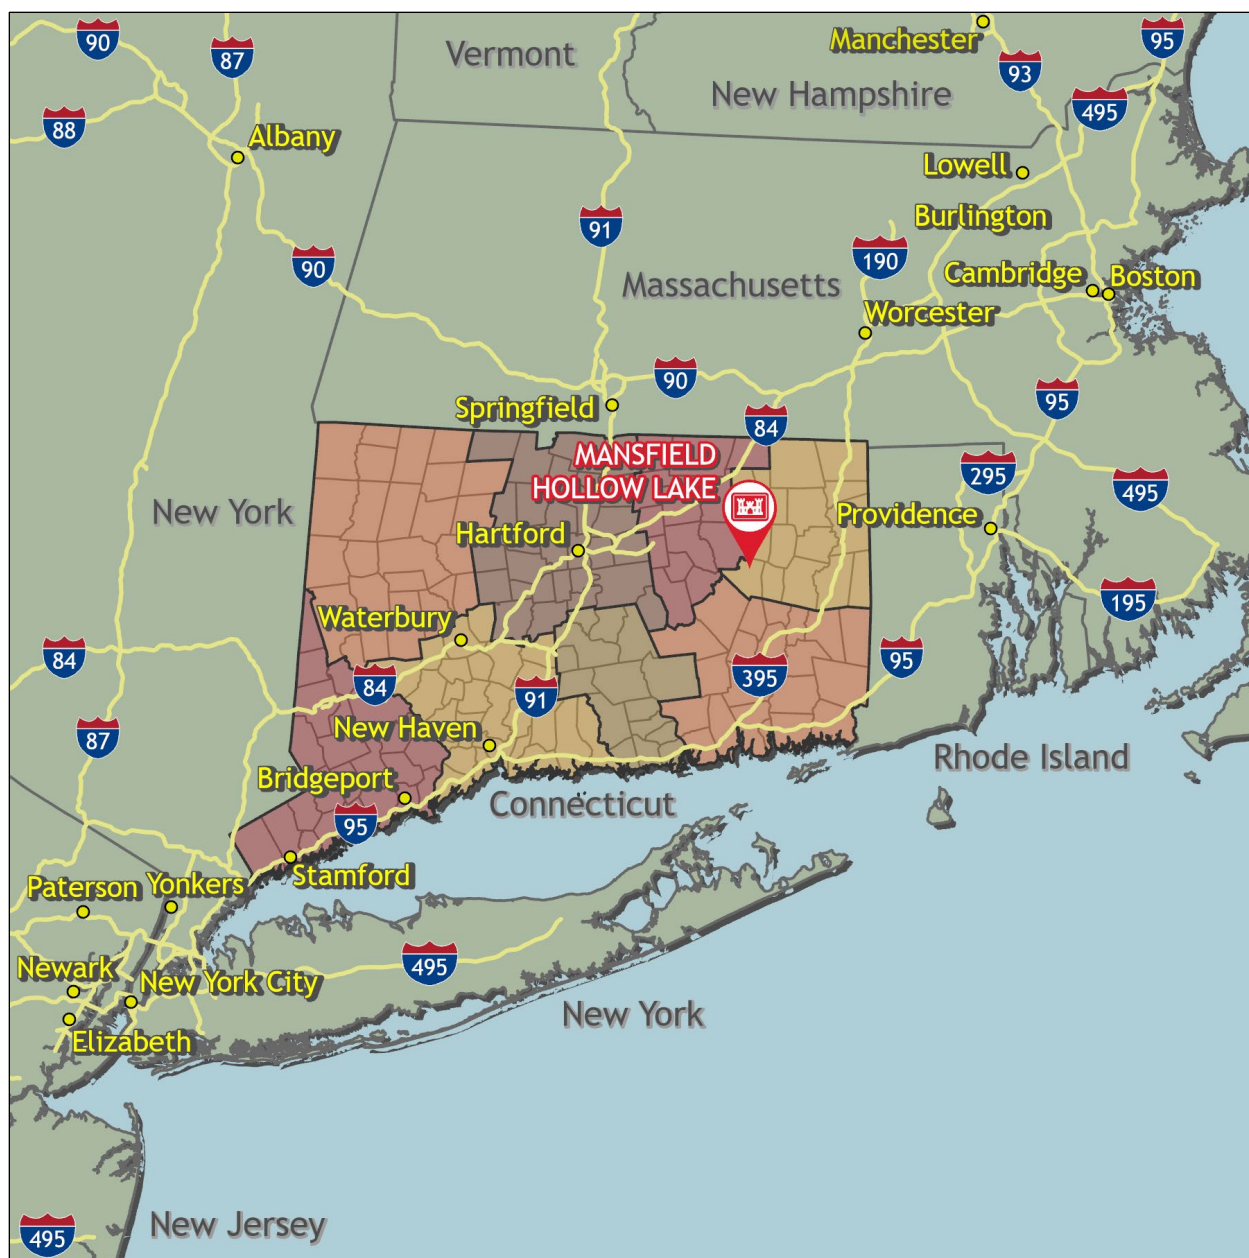 Manchester
95
90
Vermont
87
93
New Hampshire
495
88
Albany
Lowell
Burlington
91
190
90
Massachusetts
Cambridge
Boston
Worcester
90
95
Springfield
84
MANSFIELD
HOLLOW LAKE
295
495
New York
Providence
Hartford
195
Waterbury
84
95
84
395
91
New Haven
87
Rhode Island
Bridgeport
Connecticut
95
Stamford
Paterson
Yonkers
495
Newark
New York City
New York
Elizabeth
New Jersey
495